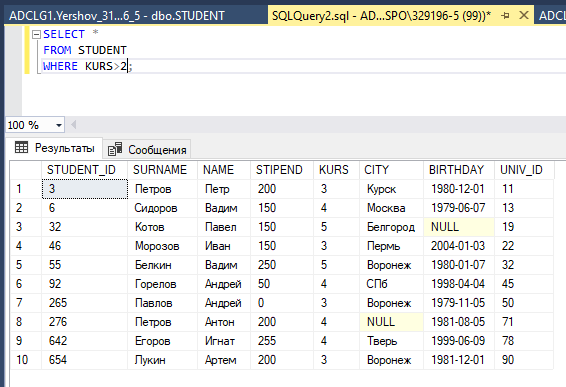 ADCLG1.Yershov_31...6_5 - dbo.STUDENT SQLQuery2.sql - AD...SPO\329196-5 (99))* ADCL
SELECT *
FROM STUDENT
WHERE KURS>2;
100 %
Результаты Сообщения
STUDENT_ID SURNAME NAME STIPEND KURS CITY BIRTHDAY UNIV_ID
1 3 Петров Петр 200 3 Курск 1980-12-01 11
2 6 Сидоров Вадим 150 4 Москва 1979-06-07 13
3 32 Котов Павел 150 5 Белгород NULL 19
4 46 Морозов Иван 150 3 Пермь 2004-01-03 22
5 55 Белкин Вадим 250 5 Воронеж 1980-01-07 32
6 92 Горелов Андрей 50 4 СПб 1998-04-04 45
7 265 Павлов Андрей 0 3 Воронеж 1979-11-05 50
8 276 Петров Антон 200 4 NULL 1981-08-05 71
9 642 Егоров Игнат 255 4 Тверь 1999-06-09 78
10 654 Лукин Артем 200 3 Воронеж 1981-12-01 90